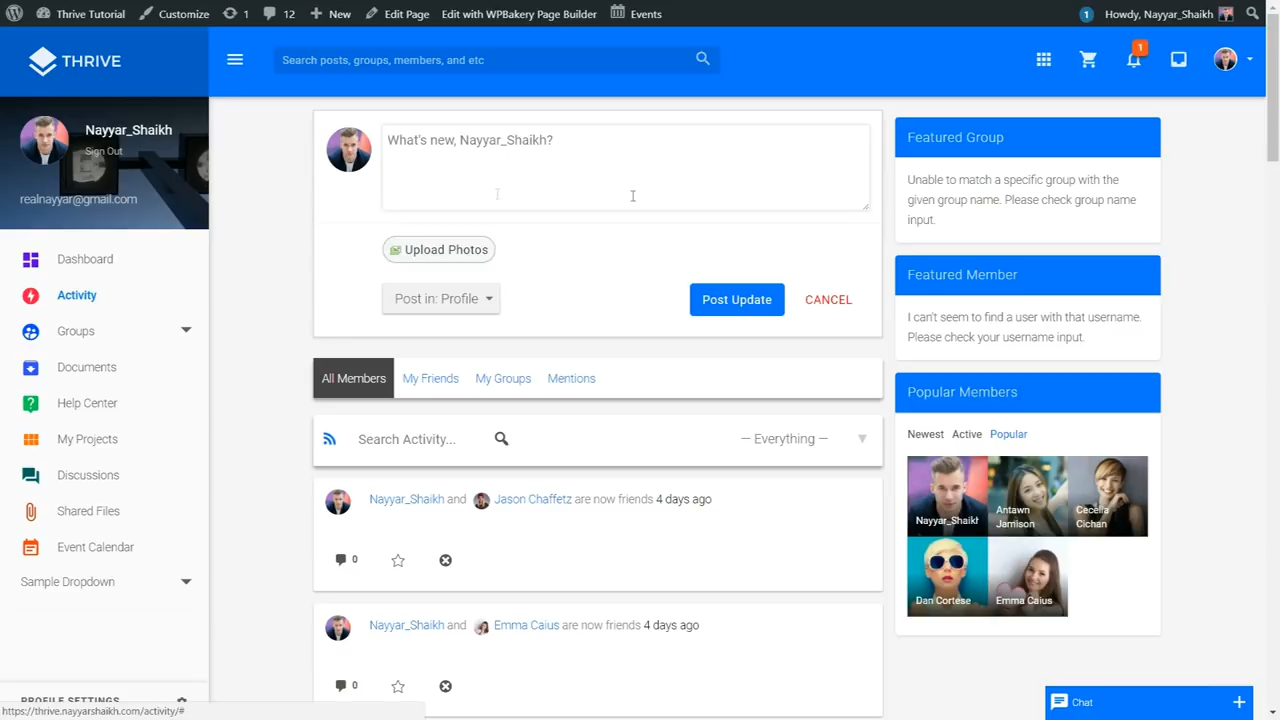 Thrive Tutorial Customize 1 12 New Edit Page Edit with WPBakery Page Builder Events 1 Howdy, Nayyar_Shaikh
THRIVE
Search posts, groups, members, and etc
1
Nayyar_Shaikh
Sign Out
realnayyar@gmail.com
Dashboard
Activity
Groups
Documents
Help Center
My Projects
Discussions
Shared Files
Event Calendar
Sample Dropdown
PROFILE SETTINGS
https://thrive.nayyarshaikh.com/activity/#
What's new, Nayyar_Shaikh?
Upload Photos
Post in: Profile
Post Update CANCEL
All Members My Friends My Groups Mentions
Search Activity... — Everything —
Nayyar_Shaikh and Jason Chaffetz are now friends 4 days ago
0
Nayyar_Shaikh and Emma Caius are now friends 4 days ago
0
Featured Group
Unable to match a specific group with the
given group name. Please check group name
input.
Featured Member
I can't seem to find a user with that username.
Please check your username input.
Popular Members
Newest Active Popular
Nayyar_Shaikh
Antawn
Jamison
Cecelia
Cichan
Dan Cortese
Emma Caius
Chat